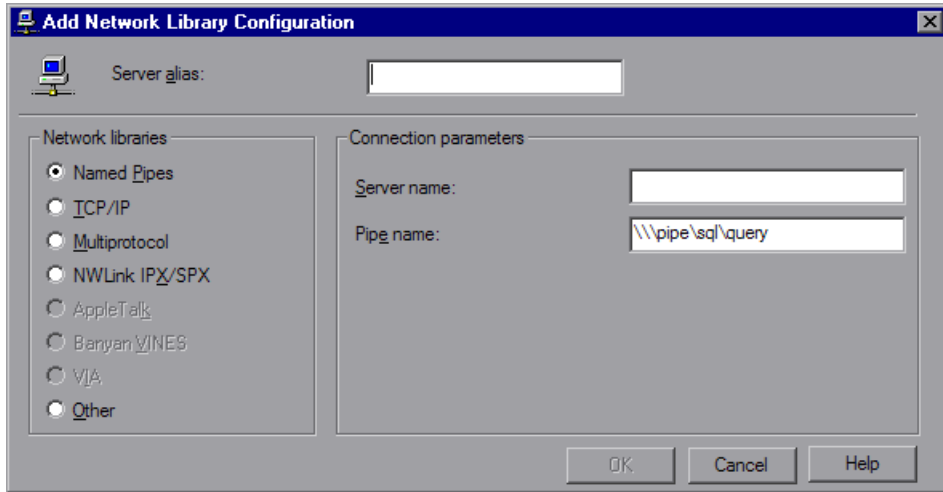 Add Network Library Configuration
Server alias:
Network libraries
Named Pipes
TCP/IP
Multiprotocol
NWLink IPX/SPX
AppleTalk
Banyan VINES
VIA
Other
Connection parameters
Server name:
Pipe name: \\\pipe\sql\query
OK Cancel Help